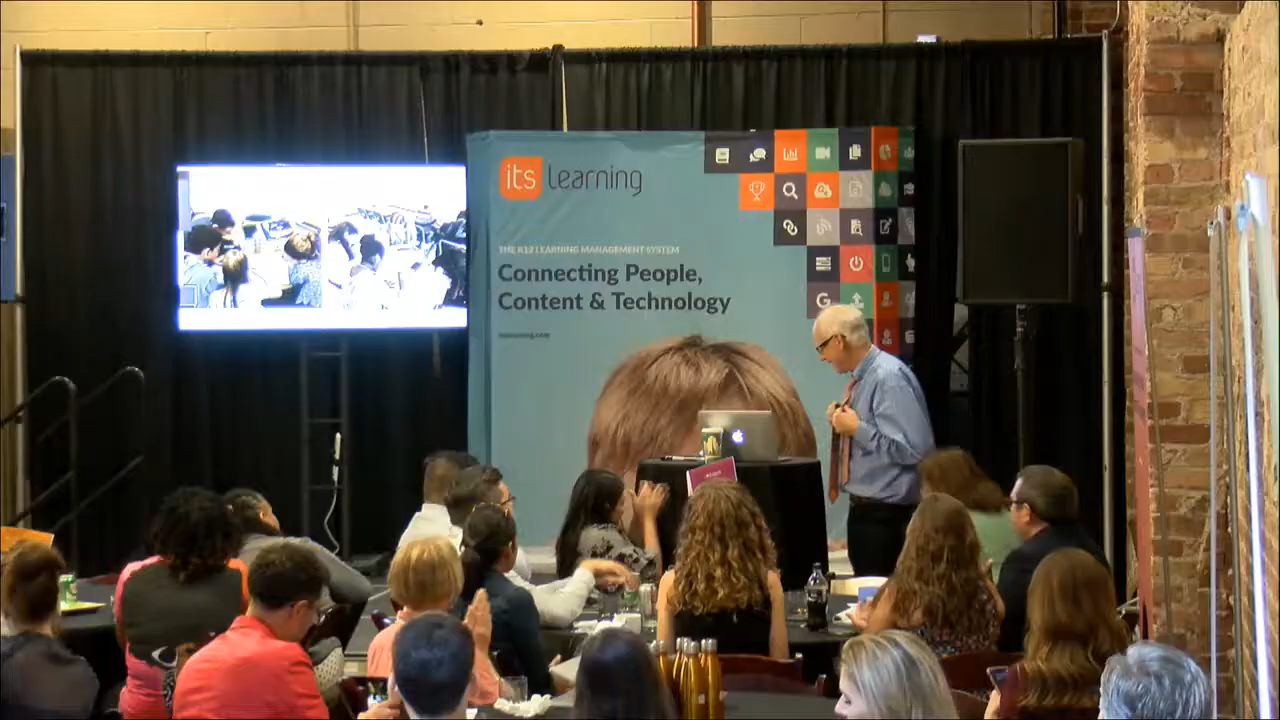 its learning
THE K12 LEARNING MANAGEMENT SYSTEM
Connecting People,
Content & Technology
G